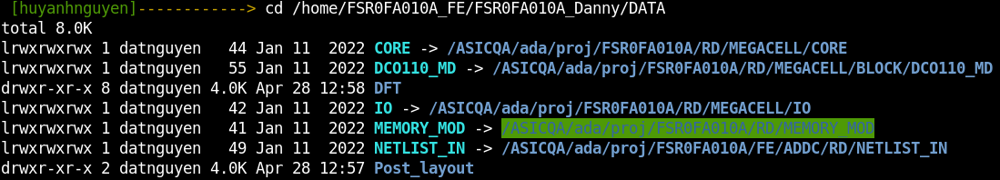 [huyanhnguyen]------------> cd /home/FSR0FA010A_FE/FSR0FA010A_Danny/DATA
total 8.0K
lrwxrwxrwx 1 datnguyen   44 Jan 11  2022 CORE -> /ASICQA/ada/proj/FSR0FA010A/RD/MEGACELL/CORE
lrwxrwxrwx 1 datnguyen   55 Jan 11  2022 DCO110_MD -> /ASICQA/ada/proj/FSR0FA010A/RD/MEGACELL/BLOCK/DCO110_MD
drwxr-xr-x 8 datnguyen 4.0K Apr 28 12:58 DFT
lrwxrwxrwx 1 datnguyen   42 Jan 11  2022 IO -> /ASICQA/ada/proj/FSR0FA010A/RD/MEGACELL/IO
lrwxrwxrwx 1 datnguyen   41 Jan 11  2022 MEMORY_MOD -> /ASICQA/ada/proj/FSR0FA010A/RD/MEMORY_MOD
lrwxrwxrwx 1 datnguyen   49 Jan 11  2022 NETLIST_IN -> /ASICQA/ada/proj/FSR0FA010A/FE/ADDC/RD/NETLIST_IN
drwxr-xr-x 2 datnguyen 4.0K Apr 28 12:57 Post_layout